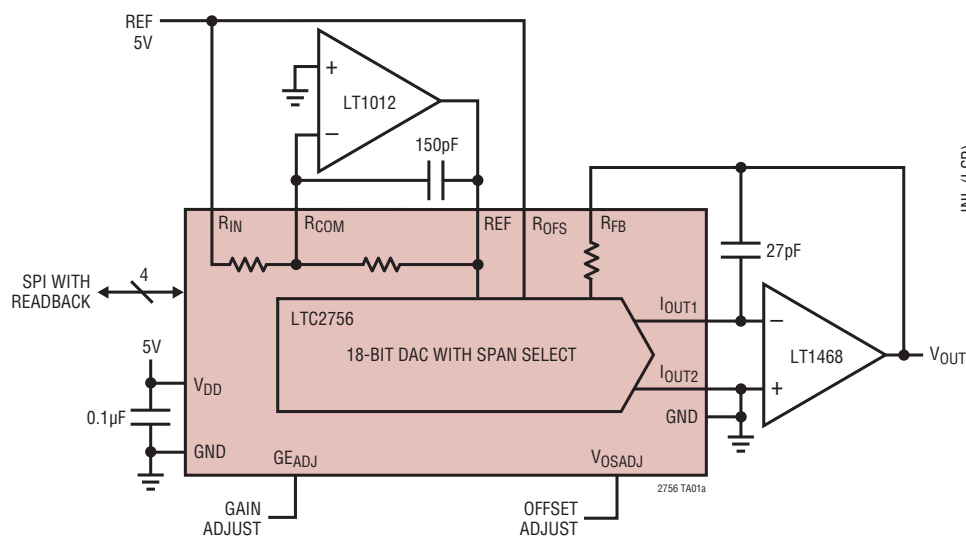 REF
5V
+
LT1012
−
150pF
RIN
RCOM
REF
ROFS
RFB
INL (LSB)
27pF
SPI WITH
READBACK
4
IOUT1
−
LTC2756
18-BIT DAC WITH SPAN SELECT
LT1468
VOUT
5V
IOUT2
+
VDD
GND
0.1µF
GND
GEADJ
VOSADJ
2756 TA01a
GAIN
ADJUST
OFFSET
ADJUST